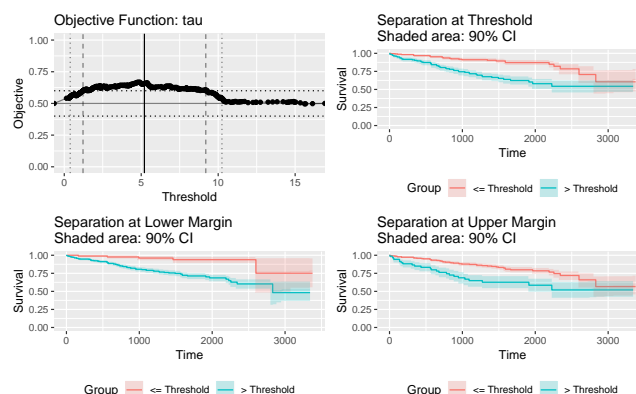 Objective Function: tau
1.00
0.75
0.50
0.25
0.00
Objective
0
5
10
15
Threshold
Separation at Threshold
Shaded area: 90% CI
1.00
0.75
0.50
0.25
0.00
Survival
0
1000
2000
3000
Time
Group
<= Threshold
> Threshold
Separation at Lower Margin
Shaded area: 90% CI
1.00
0.75
0.50
0.25
0.00
Survival
0
1000
2000
3000
Time
Group
<= Threshold
> Threshold
Separation at Upper Margin
Shaded area: 90% CI
1.00
0.75
0.50
0.25
0.00
Survival
0
1000
2000
3000
Time
Group
<= Threshold
> Threshold